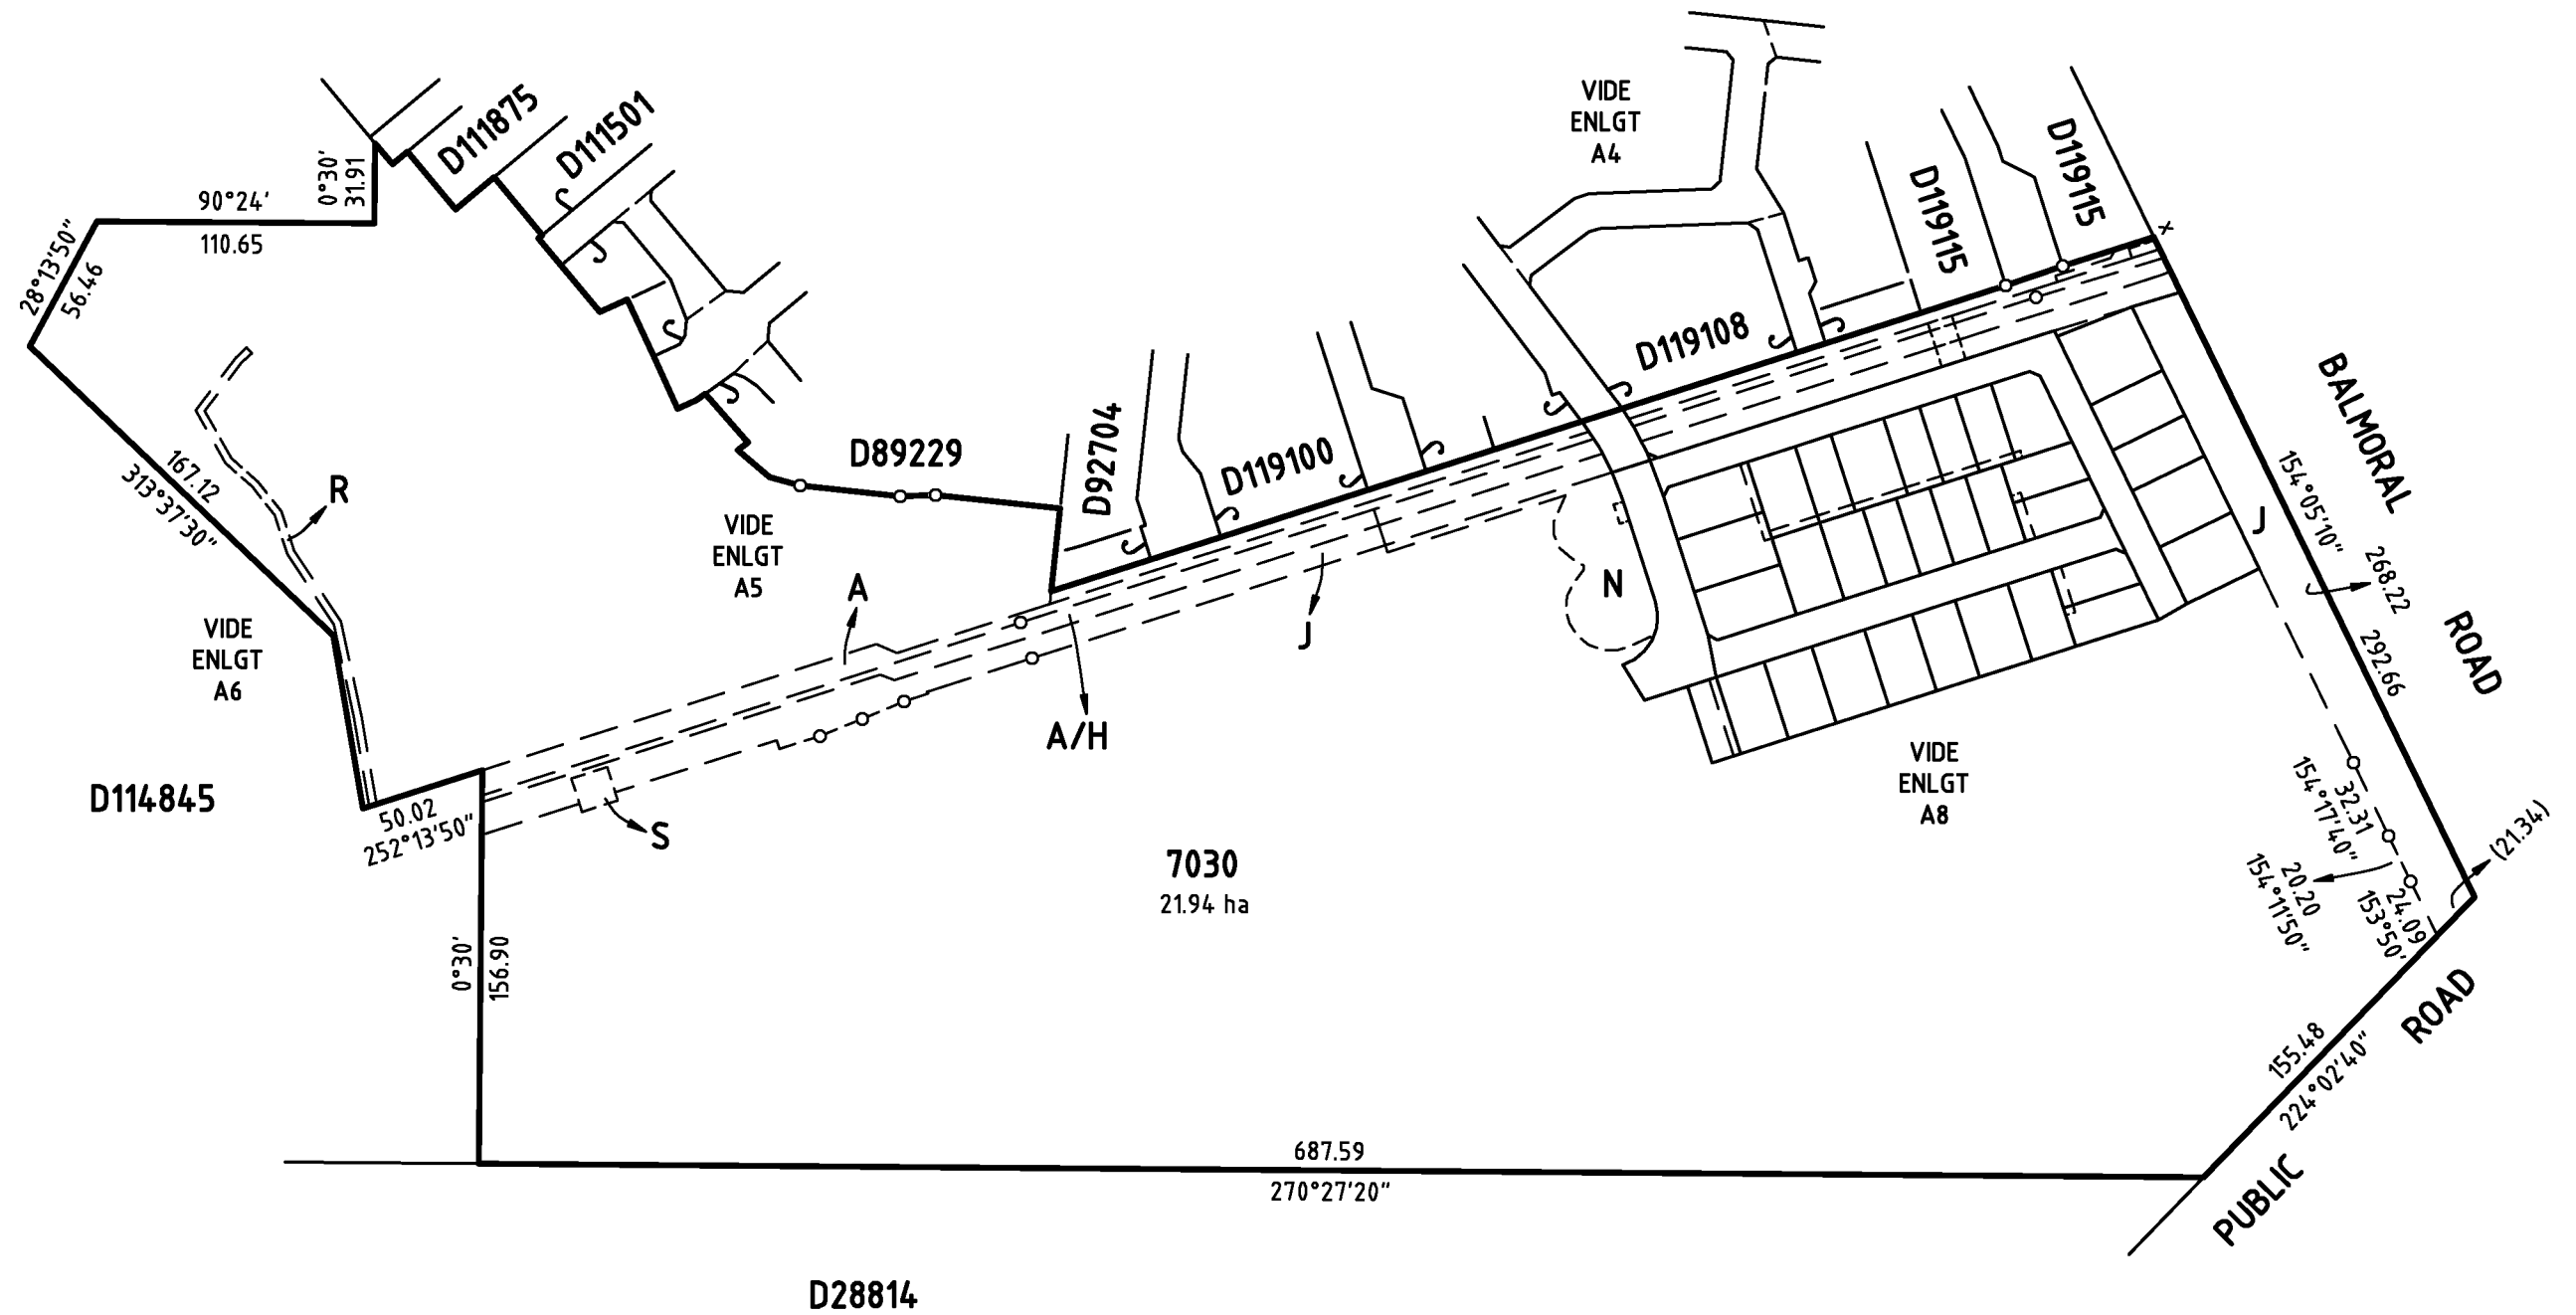 VIDE
ENLGT
A4
D111875
D111501
D119115
D119115
0°30'
31.91
90°24'
110.65
28°13'50"
56.46
D119108
BALMORAL
ROAD
D89229
D92704
D119100
167.12
313°37'30"
R
VIDE
ENLGT
A5
154°05'10"
268.22
292.66
J
N
A
J
VIDE
ENLGT
A6
A/H
D114845
50.02
252°13'50"
S
VIDE
ENLGT
A8
32.31
154°17'40"
20.20
154°11'50"
24.09
153°50'
(21.34)
7030
21.94 ha
0°30'
156.90
155.48
224°02'40"
PUBLIC
ROAD
687.59
270°27'20"
D28814